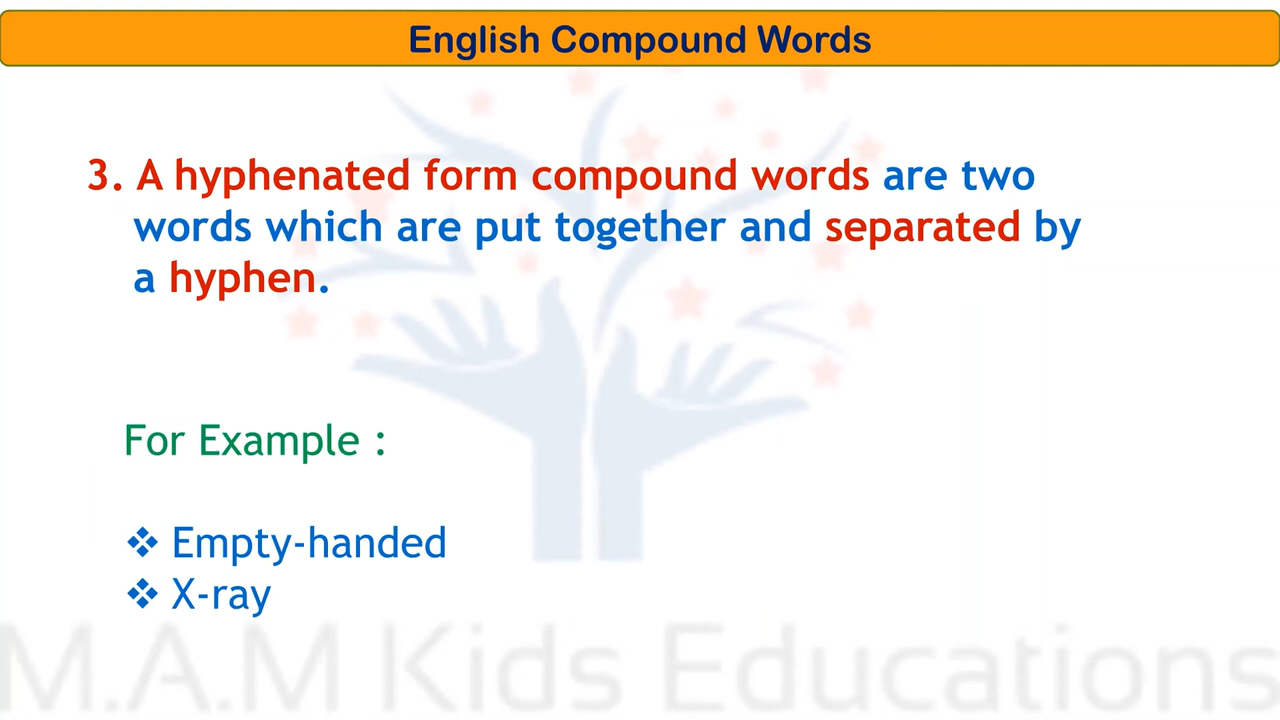 English Compound Words
3. A hyphenated form compound words are two
words which are put together and separated by
a hyphen.
For Example :
❖ Empty-handed
❖ X-ray
M.A.M Kids Educations